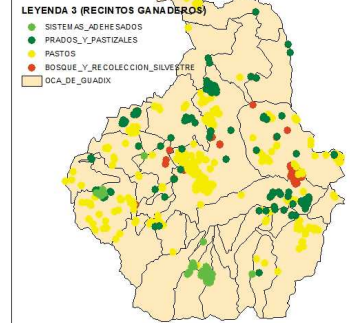 LEYENDA 3 (RECINTOS GANADEROS)
SISTEMAS_ADEHESADOS
PRADOS_Y_PASTIZALES
PASTOS
BOSQUE_Y_RECOLECCION_SILVESTRE
OCA_DE_GUADIX